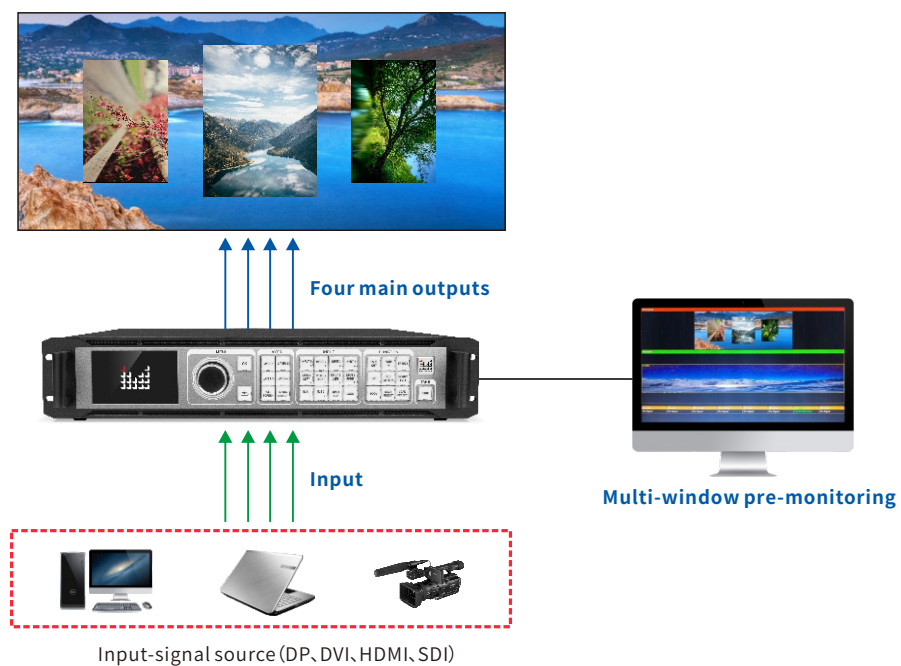 Four main outputs
Input
Multi-window pre-monitoring
Input-signal source（DP、DVI、HDMI、SDI）